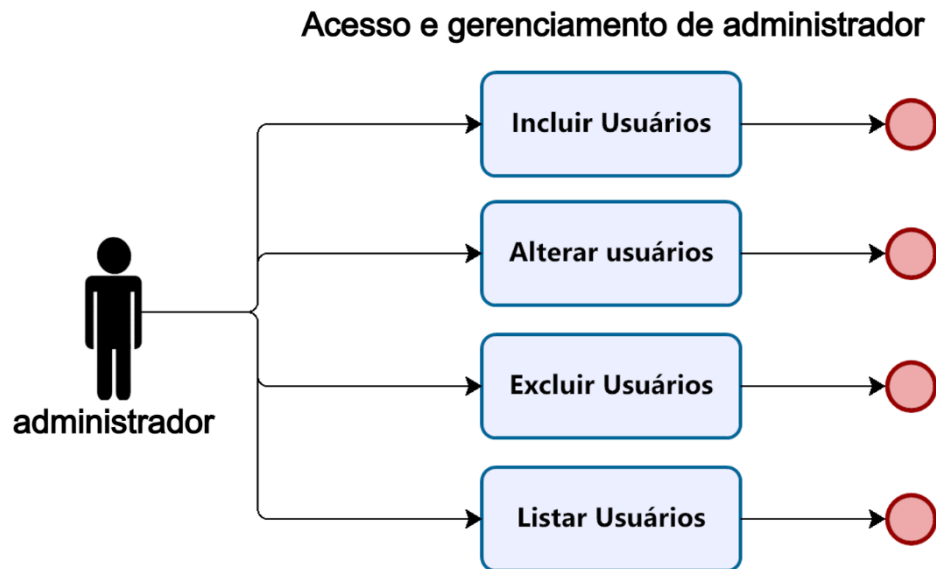 Acesso e gerenciamento de administrador
Incluir Usuários
Alterar usuários
Excluir Usuários
administrador
Listar Usuários